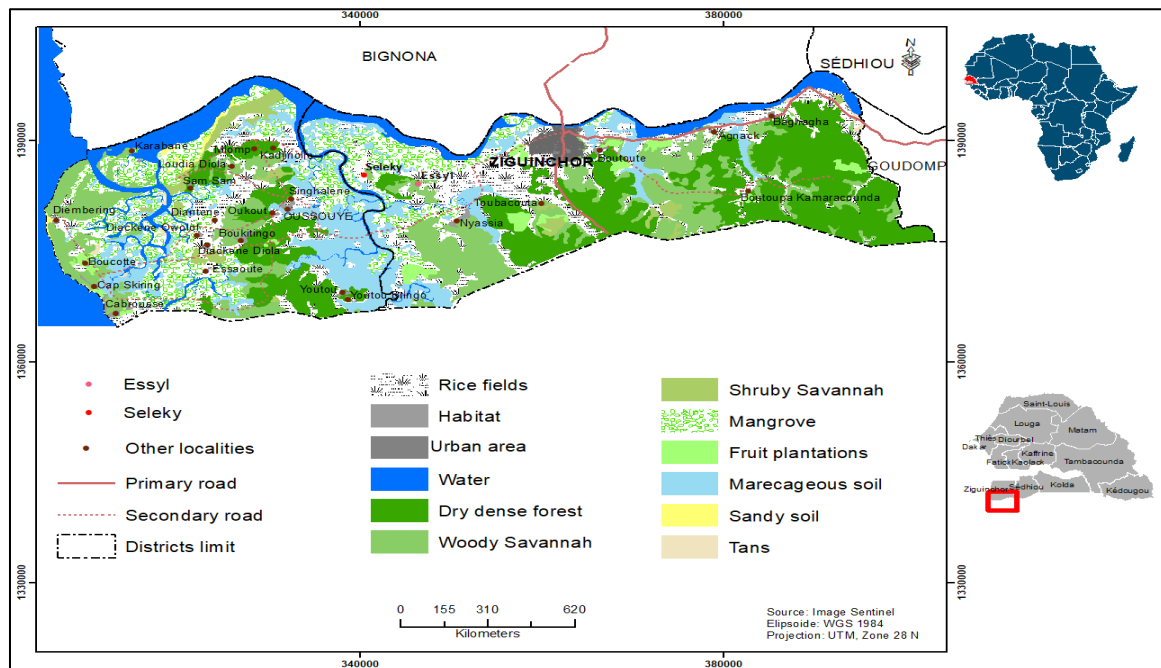 340000
380000
BIGNONA
SÉDHIOU
N
1390000
1390000
Karabane
Mlomp
Kadjinolle
Loudia Diola
Seleky
ZIGUINCHOR
Boutoute
Agnack
Bagnagha
GOUDOMP
Sam Sam
Singhalene
Essyl
Diembering
Diantene
Oukout
OUSSOUYE
Toubacouta
Boutoupa Kamaracounda
Diackene Owolof
Boukitingo
Nyassia
Diackene Diola
Boucotte
Essaoute
Cap Skiring
Youtou
Youtou Slingo
Cabrousse
1360000
1360000
Essyl
Seleky
Other localities
Primary road
Secondary road
Districts limit
Rice fields
Habitat
Urban area
Water
Dry dense forest
Woody Savannah
Shruby Savannah
Mangrove
Fruit plantations
Marecageous soil
Sandy soil
Tans
Saint-Louis
Louga
Matam
Thiès
Diourbel
Dakar
Kaffrine
Fatick
Kaolack
Tambacounda
Ziguinchor
Sédhiou
Kolda
Kédougou
1330000
1330000
0 155 310 620
Kilometers
Source: Image Sentinel
Elipsoide: WGS 1984
Projection: UTM, Zone 28 N
340000
380000